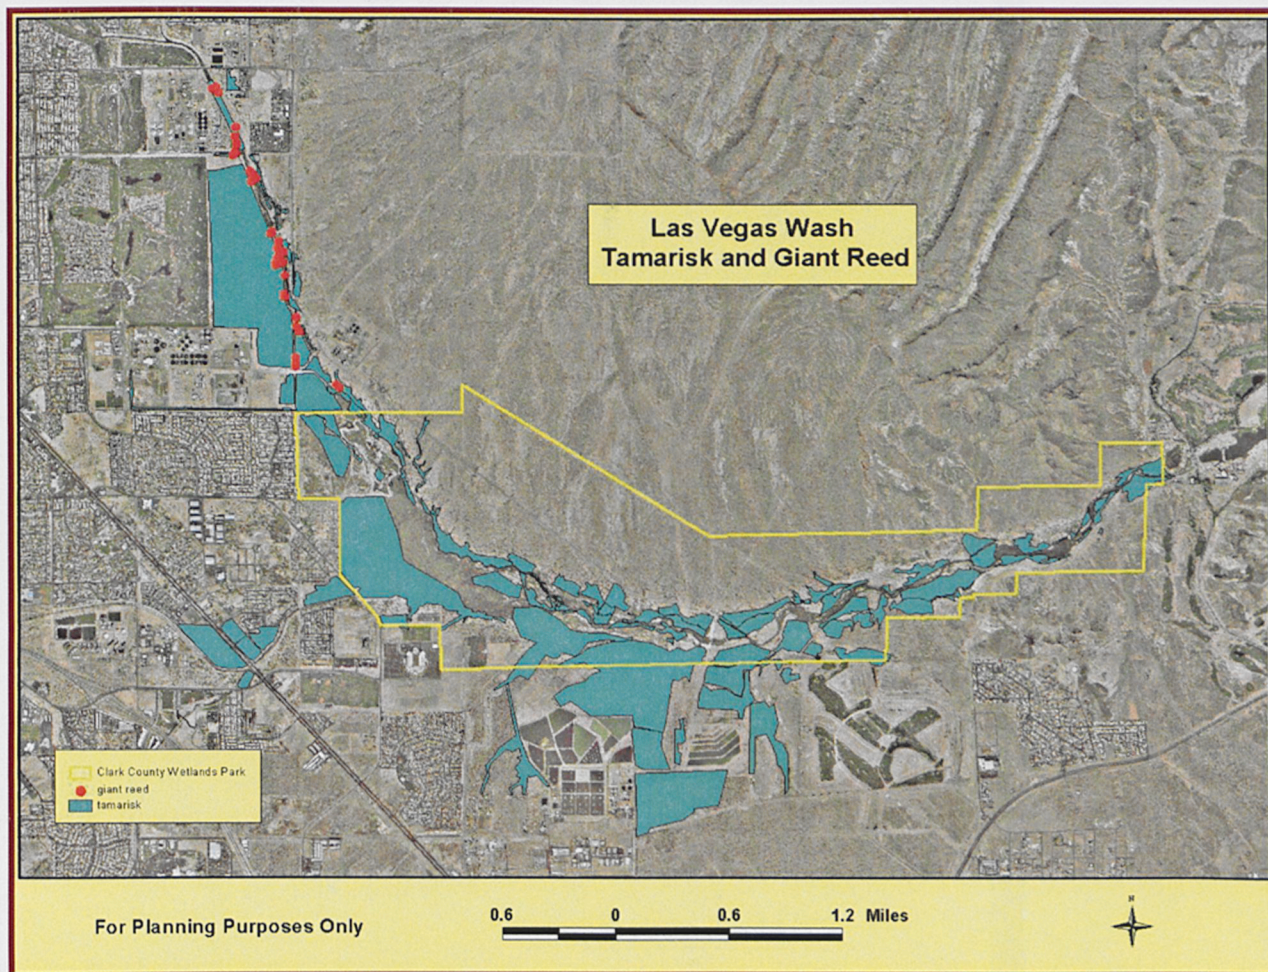 Las Vegas Wash
Tamarisk and Giant Reed
Clark County Wetlands Park
giant reed
tamarisk
For Planning Purposes Only
0.6 0 0.6 1.2 Miles
N